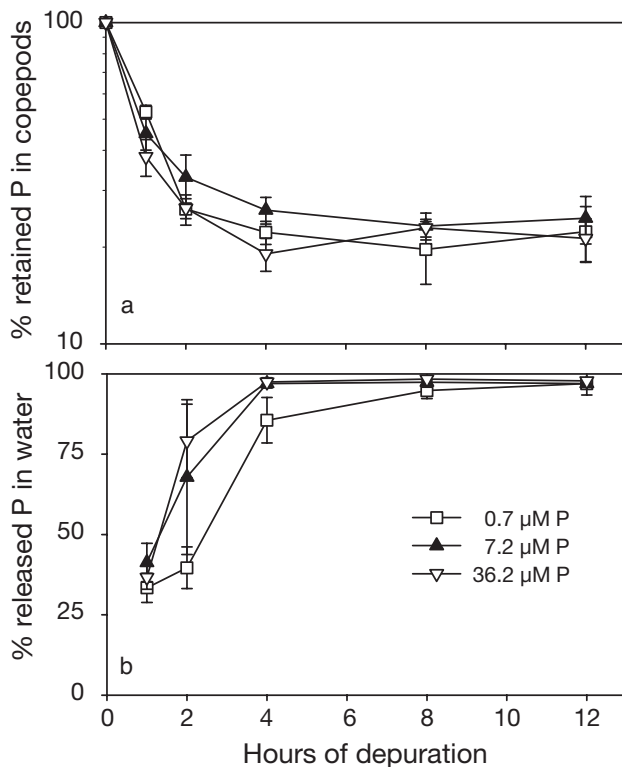 100
% retained P in copepods
a
10
100
75
50
25
0
% released P in water
0.7 µM P
7.2 µM P
36.2 µM P
b
0 2 4 6 8 10 12
Hours of depuration